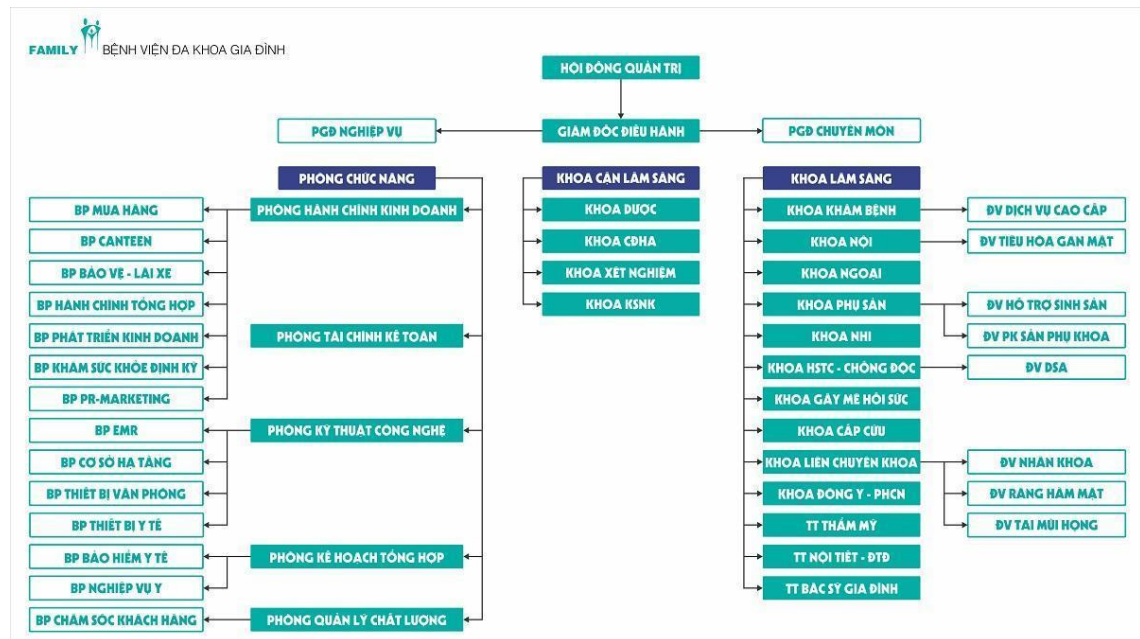 FAMILY BỆNH VIỆN ĐA KHOA GIA ĐÌNH
HỘI ĐỒNG QUẢN TRỊ
PGĐ NGHIỆP VỤ
GIÁM ĐỐC ĐIỀU HÀNH
PGĐ CHUYÊN MÔN
PHÒNG CHỨC NĂNG
PHÒNG HÀNH CHÍNH KINH DOANH
BP MUA HÀNG
BP CANTEEN
BP BẢO VỆ - LÁI XE
BP HÀNH CHÍNH TỔNG HỢP
BP PHÁT TRIỂN KINH DOANH
BP KHÁM SỨC KHỎE ĐỊNH KỲ
BP PR-MARKETING
PHÒNG TÀI CHÍNH KẾ TOÁN
PHÒNG KỸ THUẬT CÔNG NGHỆ
BP EMR
BP CƠ SỞ HẠ TẦNG
BP THIẾT BỊ VĂN PHÒNG
BP THIẾT BỊ Y TẾ
PHÒNG KẾ HOẠCH TỔNG HỢP
BP BẢO HIỂM Y TẾ
BP NGHIỆP VỤ Y
PHÒNG QUẢN LÝ CHẤT LƯỢNG
BP CHĂM SÓC KHÁCH HÀNG
KHOA CẬN LÂM SÀNG
KHOA DƯỢC
KHOA CĐHA
KHOA XÉT NGHIỆM
KHOA KSNK
KHOA LÂM SÀNG
KHOA KHÁM BỆNH
ĐV DỊCH VỤ CAO CẤP
KHOA NỘI
ĐV TIÊU HÓA GAN MẬT
KHOA NGOẠI
KHOA PHỤ SẢN
ĐV HỖ TRỢ SINH SẢN
ĐV PK SẢN PHỤ KHOA
KHOA NHI
KHOA HSTC - CHỐNG ĐỘC
ĐV DSA
KHOA GÂY MÊ HỒI SỨC
KHOA CẤP CỨU
KHOA LIÊN CHUYÊN KHOA
ĐV NHÃN KHOA
ĐV RĂNG HÀM MẶT
ĐV TAI MŨI HỌNG
KHOA ĐÔNG Y - PHCN
TT THẨM MỸ
TT NỘI TIẾT - ĐTĐ
TT BÁC SỸ GIA ĐÌNH